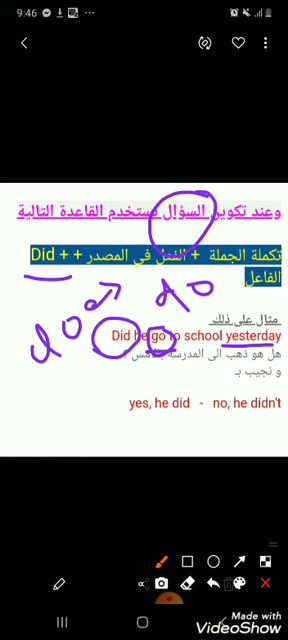 9:46
وعند تكوين السؤال نستخدم القاعدة التالية
تكملة الجملة + الفعل في المصدر + + Did
الفاعل
do
do
مثال على ذلك
Did he go to school yesterday
هل هو ذهب الى المدرسة بالامس ؟
و نجيب بـ
yes, he did - no, he didn't
Made With
VideoShow